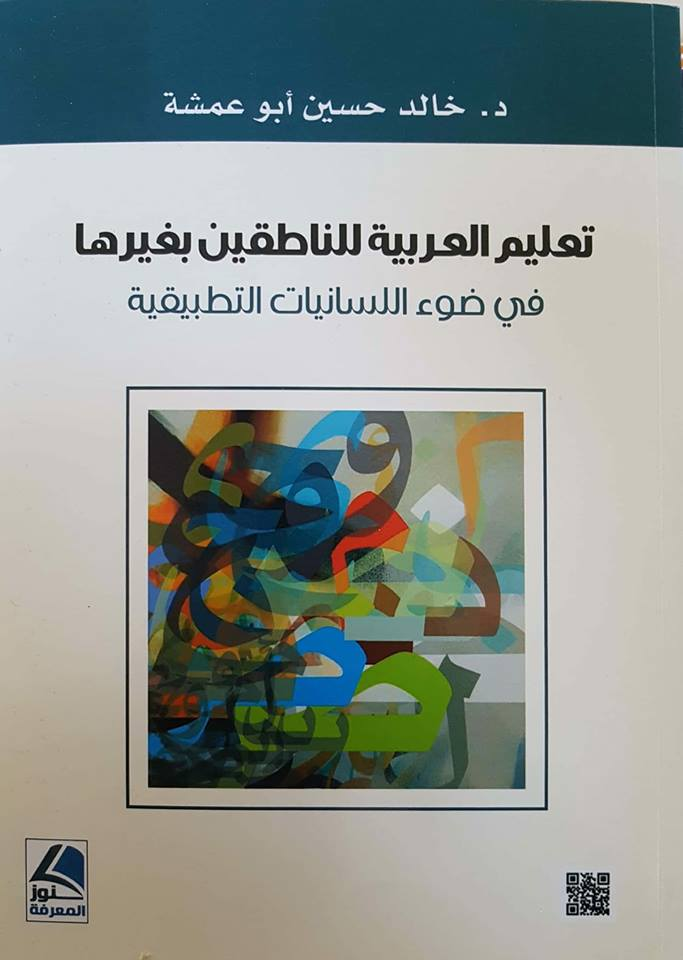 د. خالد حسين أبو عمشة
تعليم العربية للناطقين بغيرها
في ضوء اللسانيات التطبيقية
كنوز
المعرفة